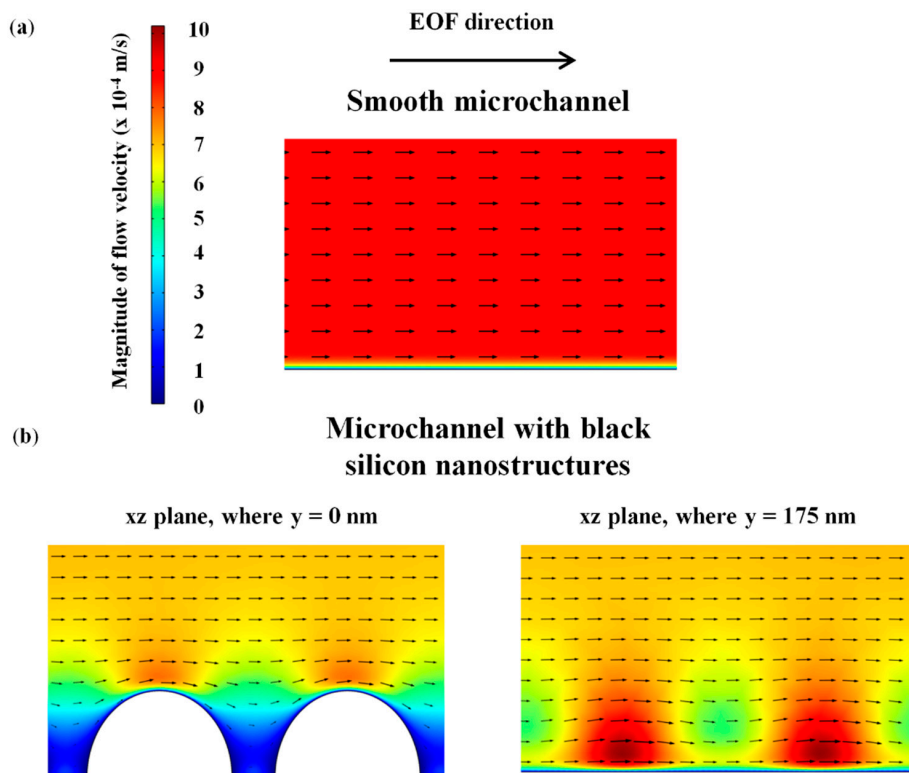 (a)
Magnitude of flow velocity (x 10⁻⁴ m/s)
10
9
8
7
6
5
4
3
2
1
0
EOF direction
Smooth microchannel
(b)
Microchannel with black
silicon nanostructures
xz plane, where y = 0 nm
xz plane, where y = 175 nm